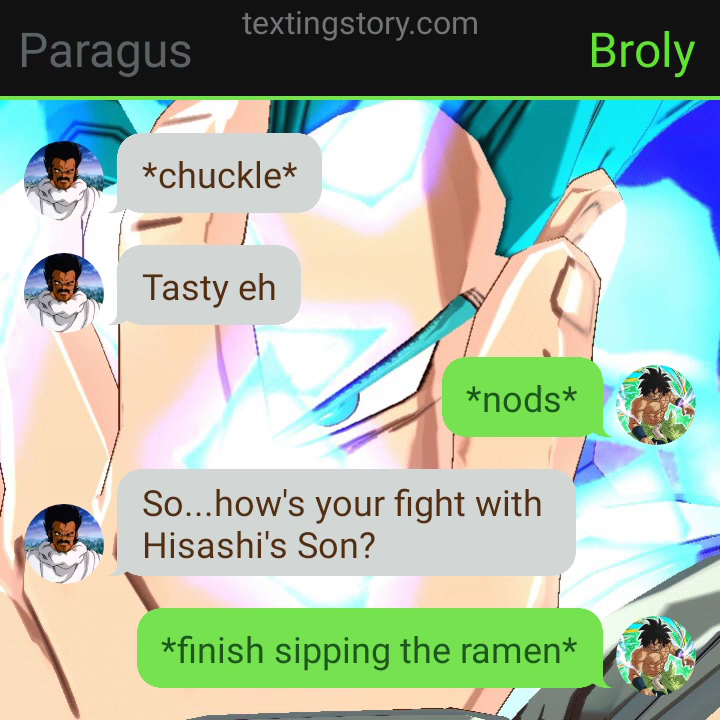 textingstory.com
Paragus
Broly
*chuckle*
Tasty eh
*nods*
So...how's your fight with
Hisashi's Son?
*finish sipping the ramen*